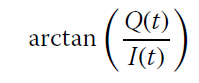 arctan ( Q(t) / I(t) )